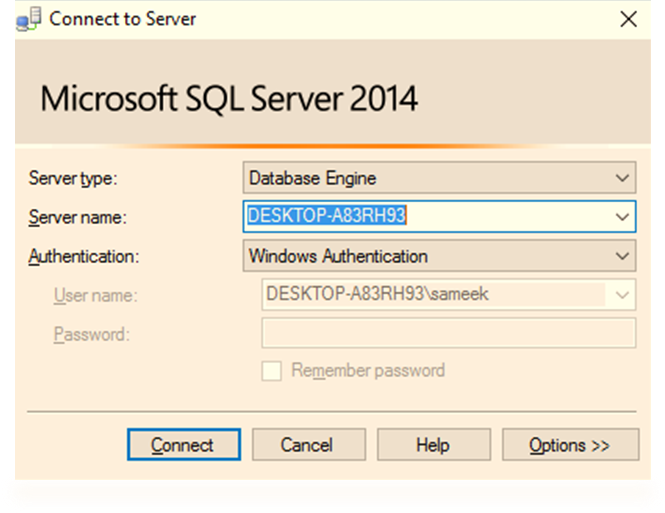 Connect to Server
Microsoft SQL Server 2014
Server type: Database Engine
Server name: DESKTOP-A83RH93
Authentication: Windows Authentication
User name: DESKTOP-A83RH93\sameek
Password:
Remember password
Connect Cancel Help Options >>